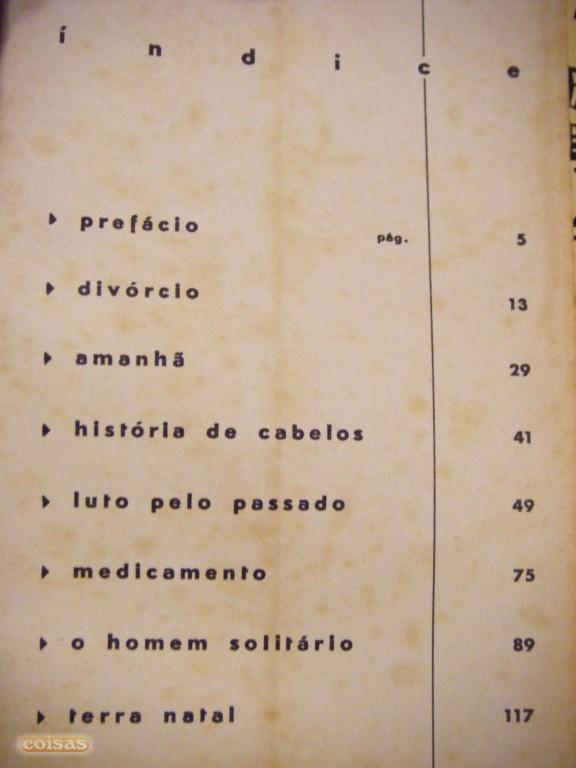 índice
prefácio pág. 5
divórcio 13
amanhã 29
história de cabelos 41
luto pelo passado 49
medicamento 75
o homem solitário 89
terra natal 117
coisas